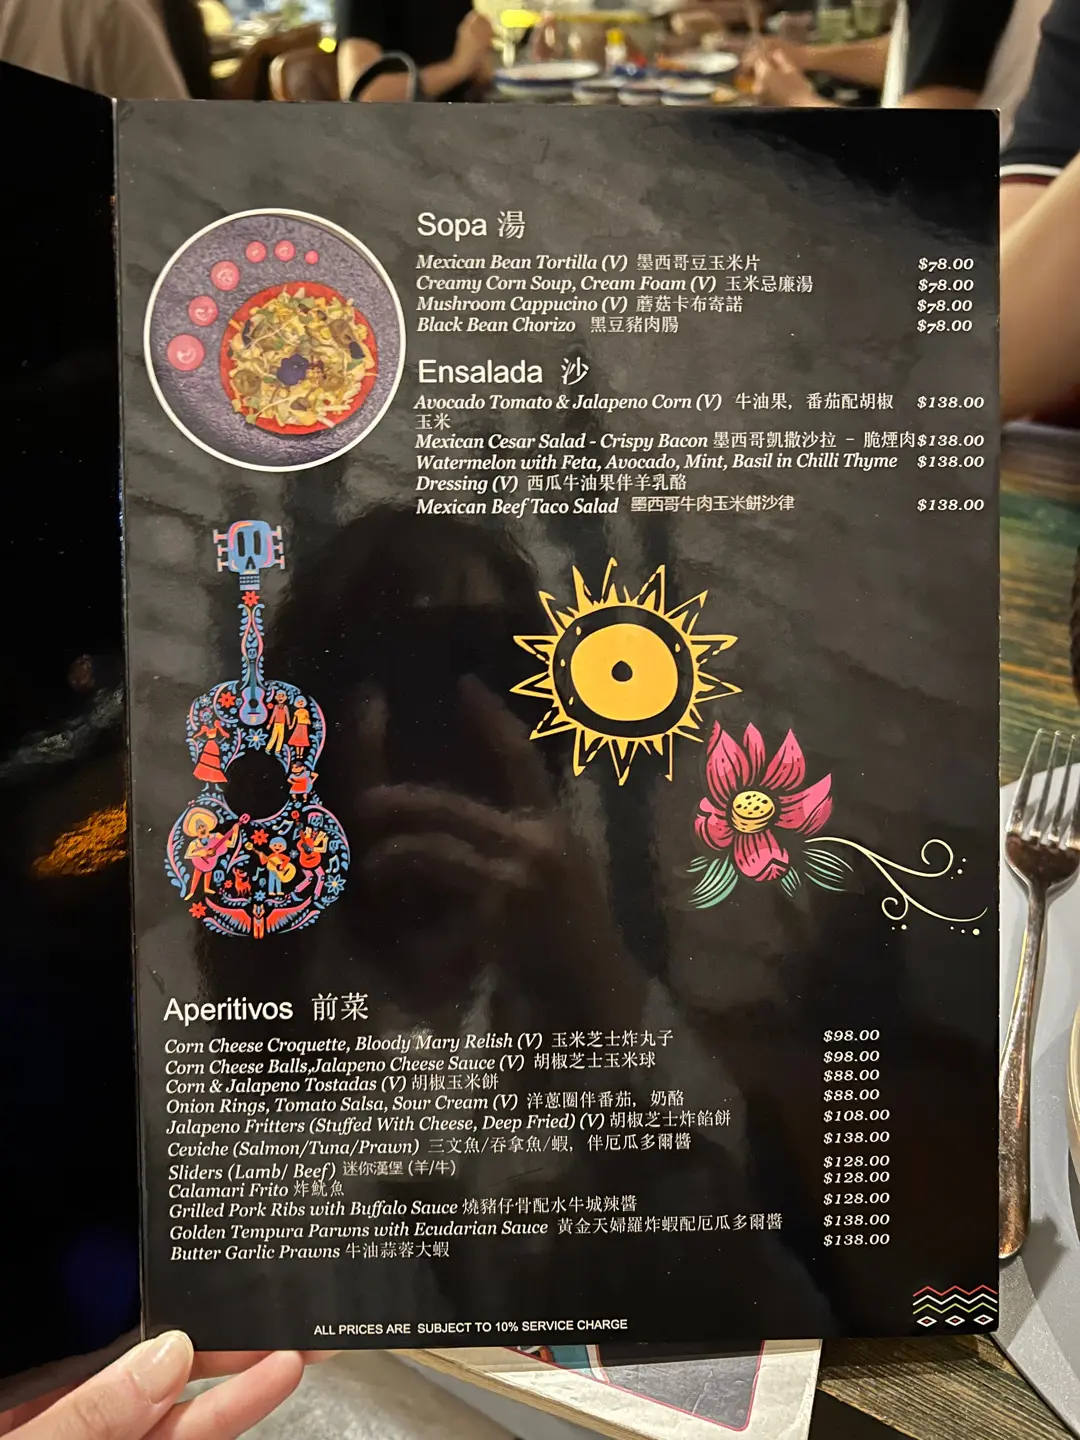 Sopa 湯
Mexican Bean Tortilla (V) 墨西哥豆玉米片 $78.00
Creamy Corn Soup, Cream Foam (V) 玉米忌廉湯 $78.00
Mushroom Cappucino (V) 蘑菇卡布奇諾 $78.00
Black Bean Chorizo 黑豆豬肉腸 $78.00
Ensalada 沙
Avocado Tomato & Jalapeno Corn (V) 牛油果，番茄配胡椒 $138.00
玉米
Mexican Cesar Salad - Crispy Bacon 墨西哥凱撒沙拉 - 脆煙肉 $138.00
Watermelon with Feta, Avocado, Mint, Basil in Chilli Thyme $138.00
Dressing (V) 西瓜牛油果伴羊乳酪
Mexican Beef Taco Salad 墨西哥牛肉玉米餅沙律 $138.00
Aperitivos 前菜
Corn Cheese Croquette, Bloody Mary Relish (V) 玉米芝士炸丸子 $98.00
Corn Cheese Balls,Jalapeno Cheese Sauce (V) 胡椒芝士玉米球 $98.00
Corn & Jalapeno Tostadas (V) 胡椒玉米餅 $88.00
Onion Rings, Tomato Salsa, Sour Cream (V) 洋蔥圈伴番茄，奶酪 $88.00
Jalapeno Fritters (Stuffed With Cheese, Deep Fried) (V) 胡椒芝士炸餡餅 $108.00
Ceviche (Salmon/Tuna/Prawn) 三文魚/吞拿魚/蝦，伴厄瓜多爾醬 $138.00
Sliders (Lamb/ Beef) 迷你漢堡 (羊/牛) $128.00
Calamari Frito 炸魷魚 $128.00
Grilled Pork Ribs with Buffalo Sauce 燒豬仔骨配水牛城辣醬 $128.00
Golden Tempura Parwns with Ecudarian Sauce 黃金天婦羅炸蝦配厄瓜多爾醬 $138.00
Butter Garlic Prawns 牛油蒜蓉大蝦 $138.00
ALL PRICES ARE SUBJECT TO 10% SERVICE CHARGE